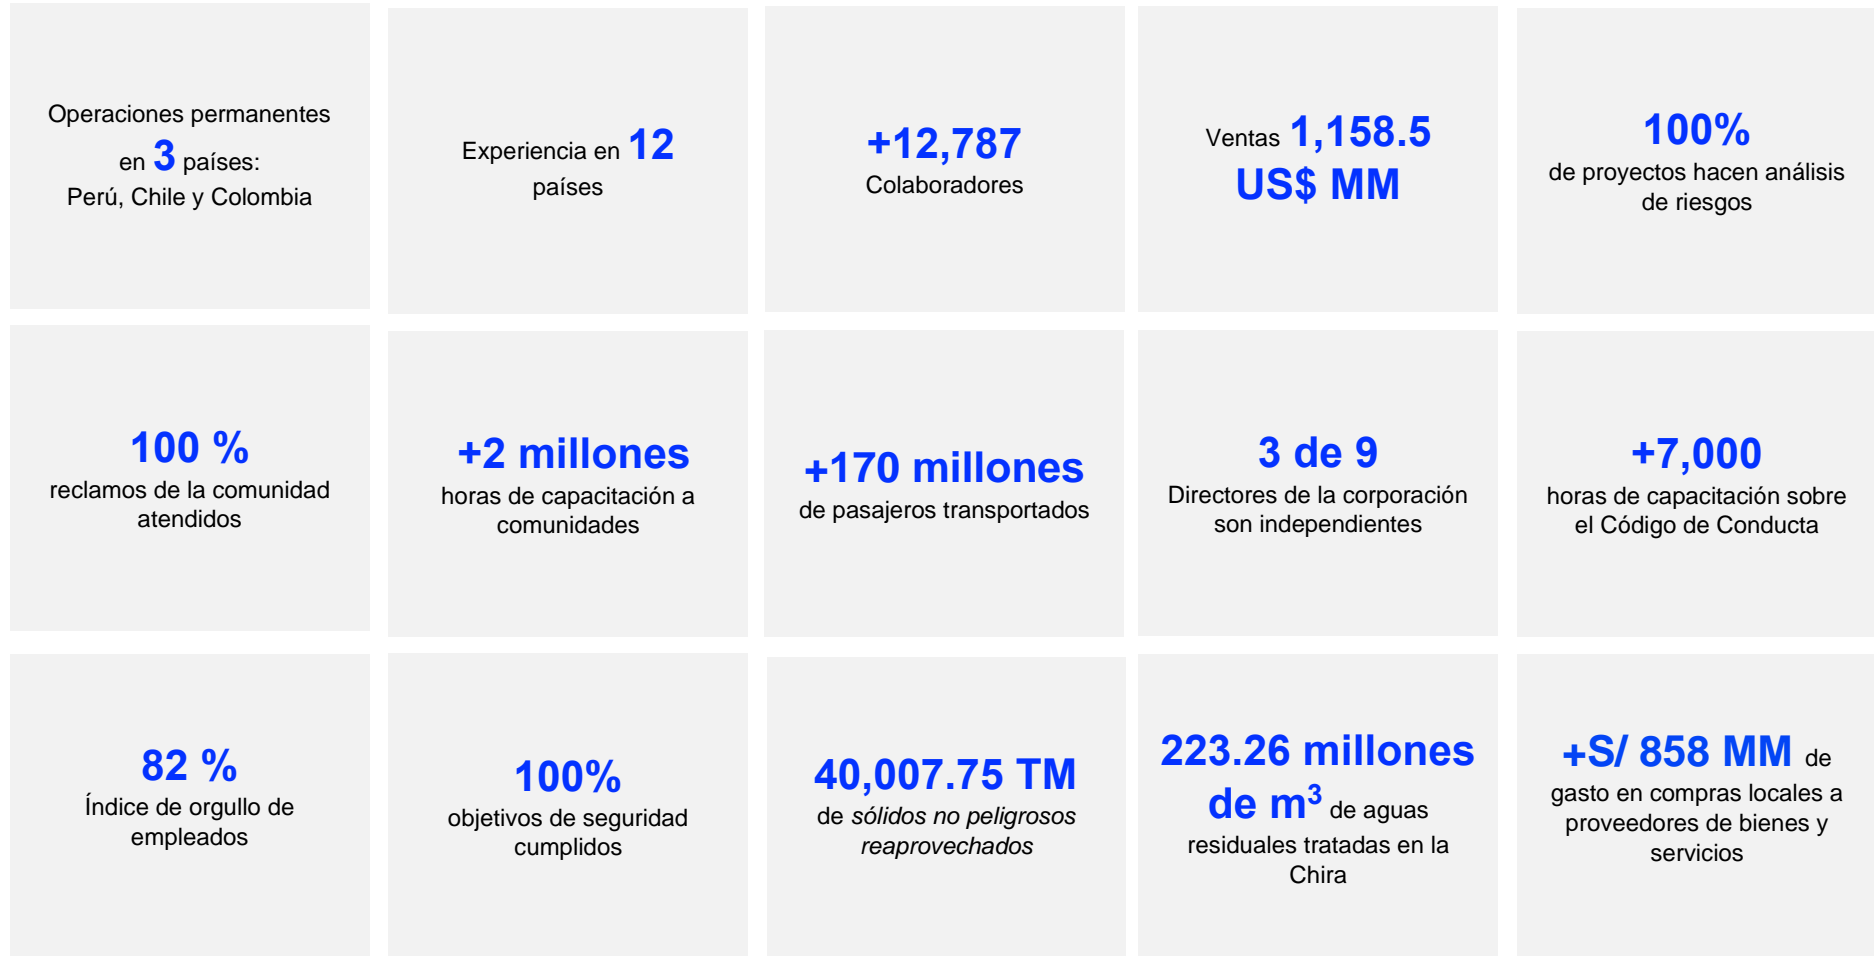 Operaciones permanentes
en 3 países:
Perú, Chile y Colombia
Experiencia en 12
países
+12,787
Colaboradores
Ventas 1,158.5
US$ MM
100%
de proyectos hacen análisis
de riesgos
100 %
reclamos de la comunidad
atendidos
+2 millones
horas de capacitación a
comunidades
+170 millones
de pasajeros transportados
3 de 9
Directores de la corporación
son independientes
+7,000
horas de capacitación sobre
el Código de Conducta
82 %
Índice de orgullo de
empleados
100%
objetivos de seguridad
cumplidos
40,007.75 TM
de sólidos no peligrosos
reaprovechados
223.26 millones
de m³ de aguas
residuales tratadas en la
Chira
+S/ 858 MM de
gasto en compras locales a
proveedores de bienes y
servicios